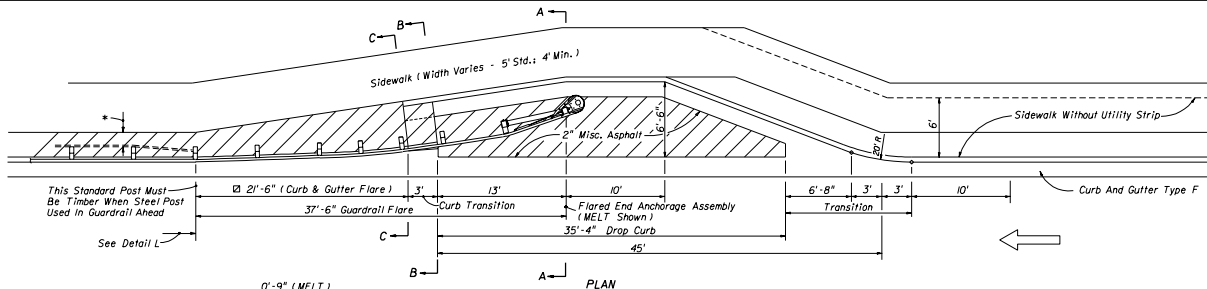 A
B
C
Sidewalk (Width Varies - 5' Std.; 4' Min.)
*
2" Misc. Asphalt
6'-6"
20' R
6'
Sidewalk Without Utility Strip
This Standard Post Must
Be Timber When Steel Post
Used In Guardrail Ahead
21'-6" (Curb & Gutter Flare)
3'
13'
10'
6'-8"
3'
3'
10'
Curb And Gutter Type F
Curb Transition
Flared End Anchorage Assembly
(MELT Shown)
Transition
37'-6" Guardrail Flare
See Detail L
35'-4" Drop Curb
C
45'
B
A
PLAN
0'-9" (MELT)